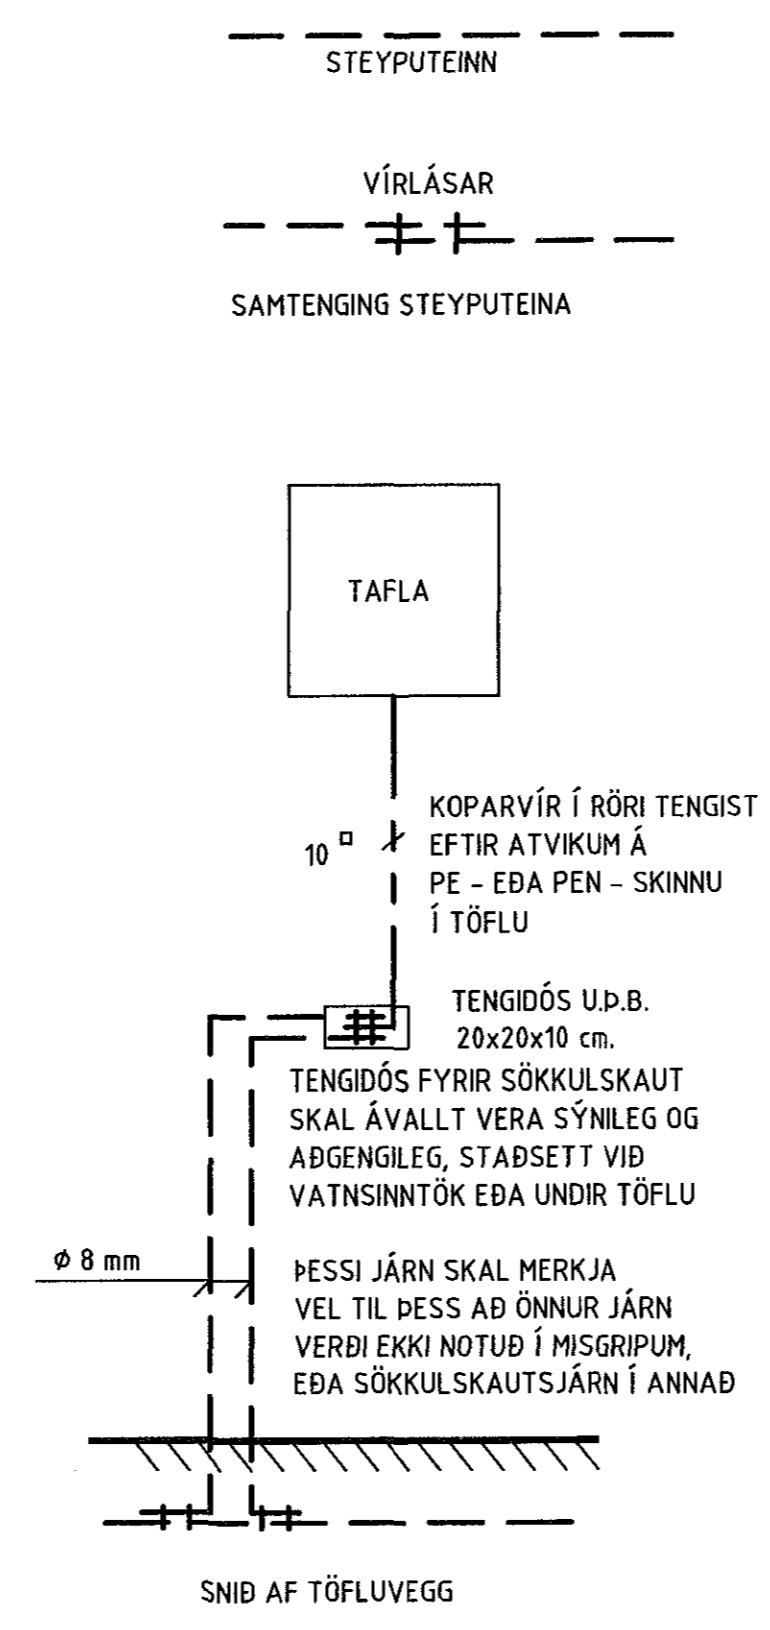 STEYPUTEINN
VÍRLÁSAR
SAMTENGING STEYPUTEINA
TAFLA
10 □
KOPARVÍR Í RÖRI TENGIST
EFTIR ATVIKUM Á
PE - EÐA PEN - SKINNU
Í TÖFLU
TENGIDÓS U.Þ.B.
20x20x10 cm.
TENGIDÓS FYRIR SÖKKULSKAUT
SKAL ÁVALLT VERA SÝNILEG OG
AÐGENGILEG, STAÐSETT VIÐ
VATNSINNTÖK EÐA UNDIR TÖFLU
φ 8 mm
ÞESSI JÁRN SKAL MERKJA
VEL TIL ÞESS AÐ ÖNNUR JÁRN
VERÐI EKKI NOTUÐ Í MISGRIPUM,
EÐA SÖKKULSKAUTSJÁRN Í ANNAÐ
SNIÐ AF TÖFLUVEGG